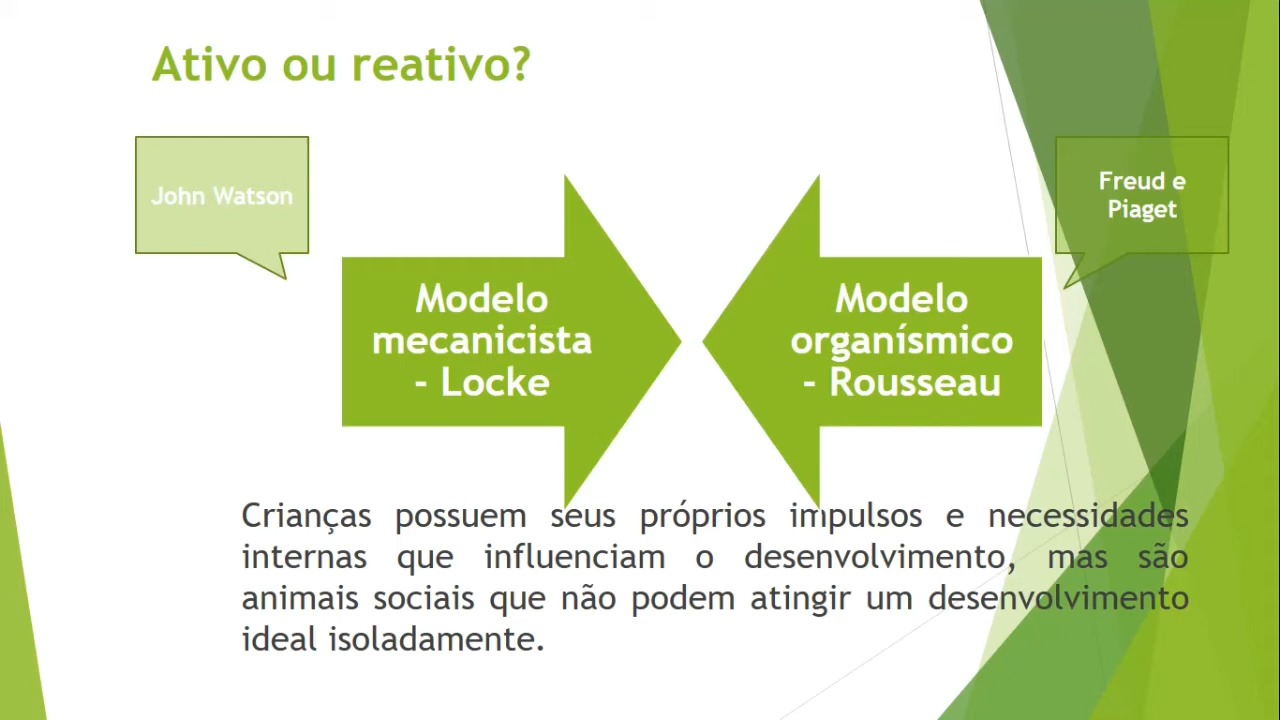 Ativo ou reativo?
John Watson
Freud e
Piaget
Modelo
mecanicista
- Locke
Modelo
organísmico
- Rousseau
Crianças possuem seus próprios impulsos e necessidades
internas que influenciam o desenvolvimento, mas são
animais sociais que não podem atingir um desenvolvimento
ideal isoladamente.